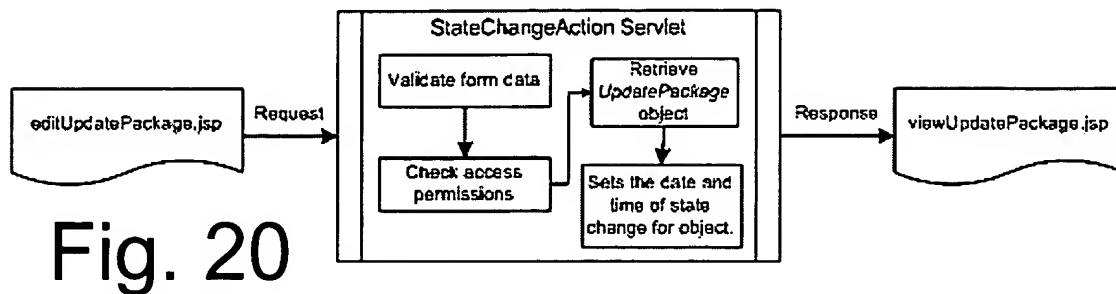 StateChangeAction Servlet
editUpdatePackage.jsp
Request
Validate form data
Check access
permissions
Retrieve
UpdatePackage
object
Sets the date and
time of state
change for object.
Response
viewUpdatePackage.jsp
Fig. 20